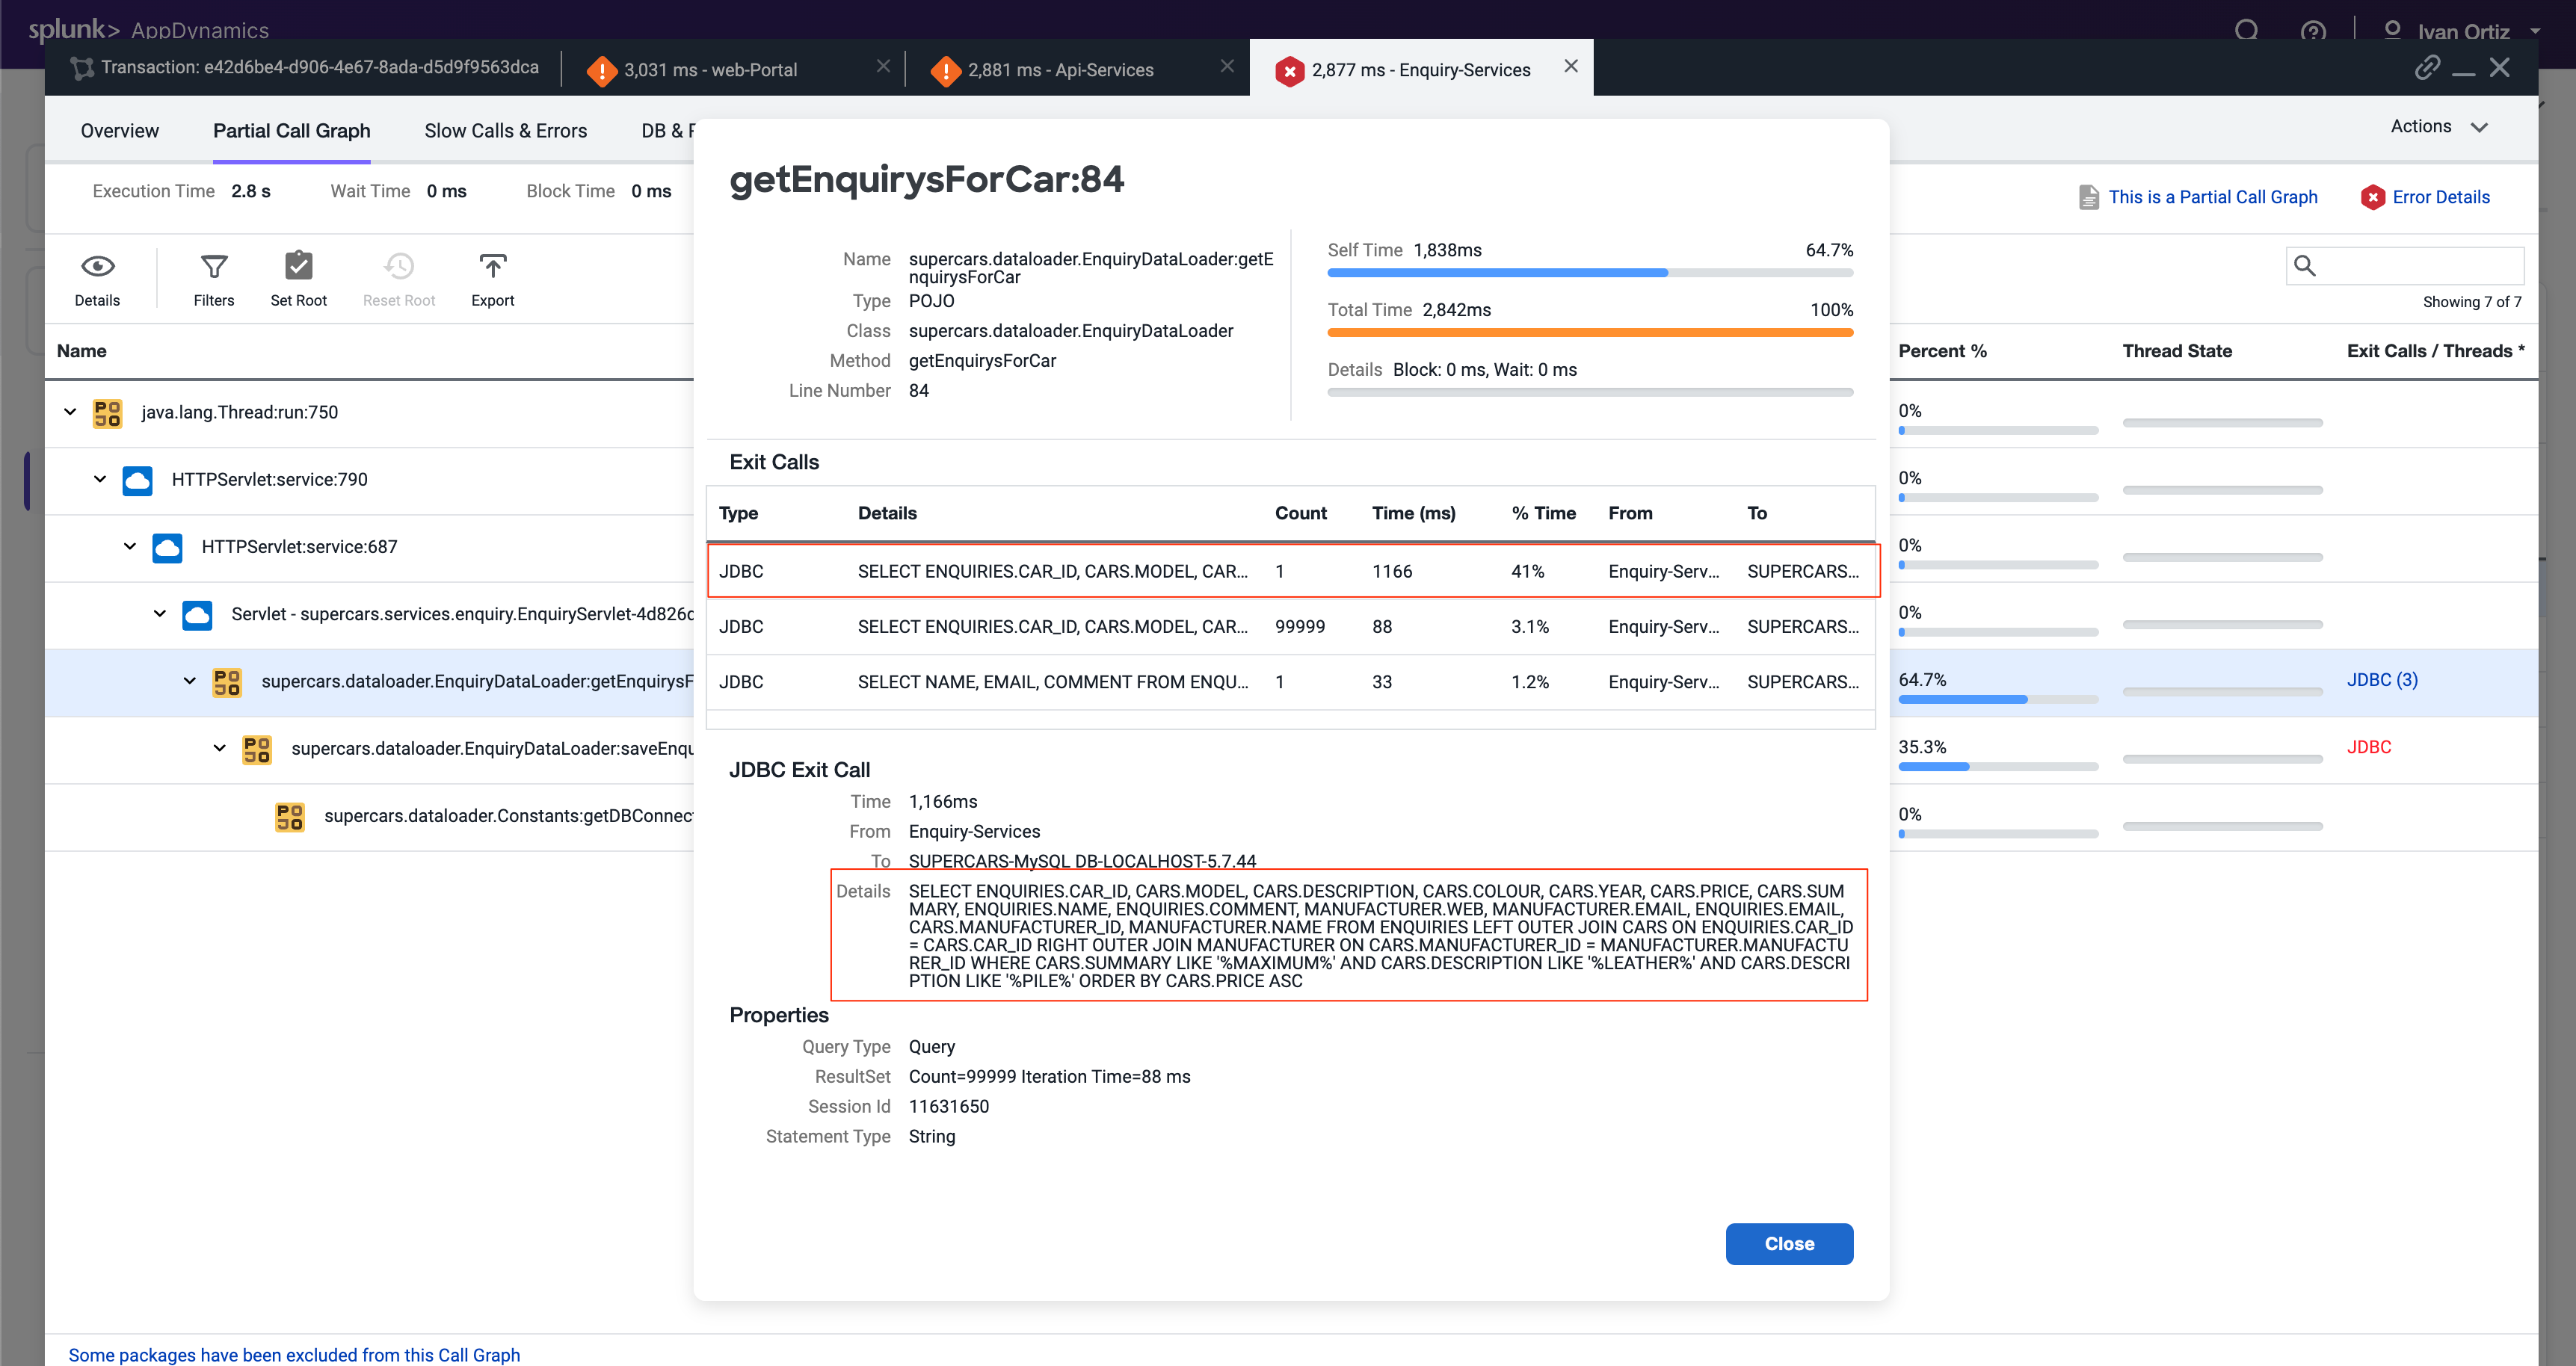 splunk> AppDynamics
Ivan Ortiz
Transaction: e42d6be4-d906-4e67-8ada-d5d9f9563dca
3,031 ms - web-Portal
2,881 ms - Api-Services
2,877 ms - Enquiry-Services
Overview
Partial Call Graph
Slow Calls & Errors
DB &
Actions
Execution Time 2.8 s
Wait Time 0 ms
Block Time 0 ms
This is a Partial Call Graph
Error Details
Details
Filters
Set Root
Reset Root
Export
Showing 7 of 7
Name
Percent %
Thread State
Exit Calls / Threads *
java.lang.Thread:run:750
0%
HTTPServlet:service:790
0%
HTTPServlet:service:687
0%
Servlet - supercars.services.enquiry.EnquiryServlet-4d826
0%
supercars.dataloader.EnquiryDataLoader:getEnquirysF
64.7%
JDBC (3)
supercars.dataloader.EnquiryDataLoader:saveEnqu
35.3%
JDBC
supercars.dataloader.Constants:getDBConnec
0%
Some packages have been excluded from this Call Graph
getEnquirysForCar:84
Name supercars.dataloader.EnquiryDataLoader:getE
nquirysForCar
Type POJO
Class supercars.dataloader.EnquiryDataLoader
Method getEnquirysForCar
Line Number 84
Self Time 1,838ms 64.7%
Total Time 2,842ms 100%
Details Block: 0 ms, Wait: 0 ms
Exit Calls
Type Details Count Time (ms) % Time From To
JDBC SELECT ENQUIRIES.CAR_ID, CARS.MODEL, CAR... 1 1166 41% Enquiry-Serv... SUPERCARS...
JDBC SELECT ENQUIRIES.CAR_ID, CARS.MODEL, CAR... 99999 88 3.1% Enquiry-Serv... SUPERCARS...
JDBC SELECT NAME, EMAIL, COMMENT FROM ENQU... 1 33 1.2% Enquiry-Serv... SUPERCARS...
JDBC Exit Call
Time 1,166ms
From Enquiry-Services
To SUPERCARS-MySQL DB-LOCALHOST-5.7.44
Details SELECT ENQUIRIES.CAR_ID, CARS.MODEL, CARS.DESCRIPTION, CARS.COLOUR, CARS.YEAR, CARS.PRICE, CARS.SUM
MARY, ENQUIRIES.NAME, ENQUIRIES.COMMENT, MANUFACTURER.WEB, MANUFACTURER.EMAIL, ENQUIRIES.EMAIL,
CARS.MANUFACTURER_ID, MANUFACTURER.NAME FROM ENQUIRIES LEFT OUTER JOIN CARS ON ENQUIRIES.CAR_ID
= CARS.CAR_ID RIGHT OUTER JOIN MANUFACTURER ON CARS.MANUFACTURER_ID = MANUFACTURER.MANUFACTU
RER_ID WHERE CARS.SUMMARY LIKE '%MAXIMUM%' AND CARS.DESCRIPTION LIKE '%LEATHER%' AND CARS.DESCRI
PTION LIKE '%PILE%' ORDER BY CARS.PRICE ASC
Properties
Query Type Query
ResultSet Count=99999 Iteration Time=88 ms
Session Id 11631650
Statement Type String
Close